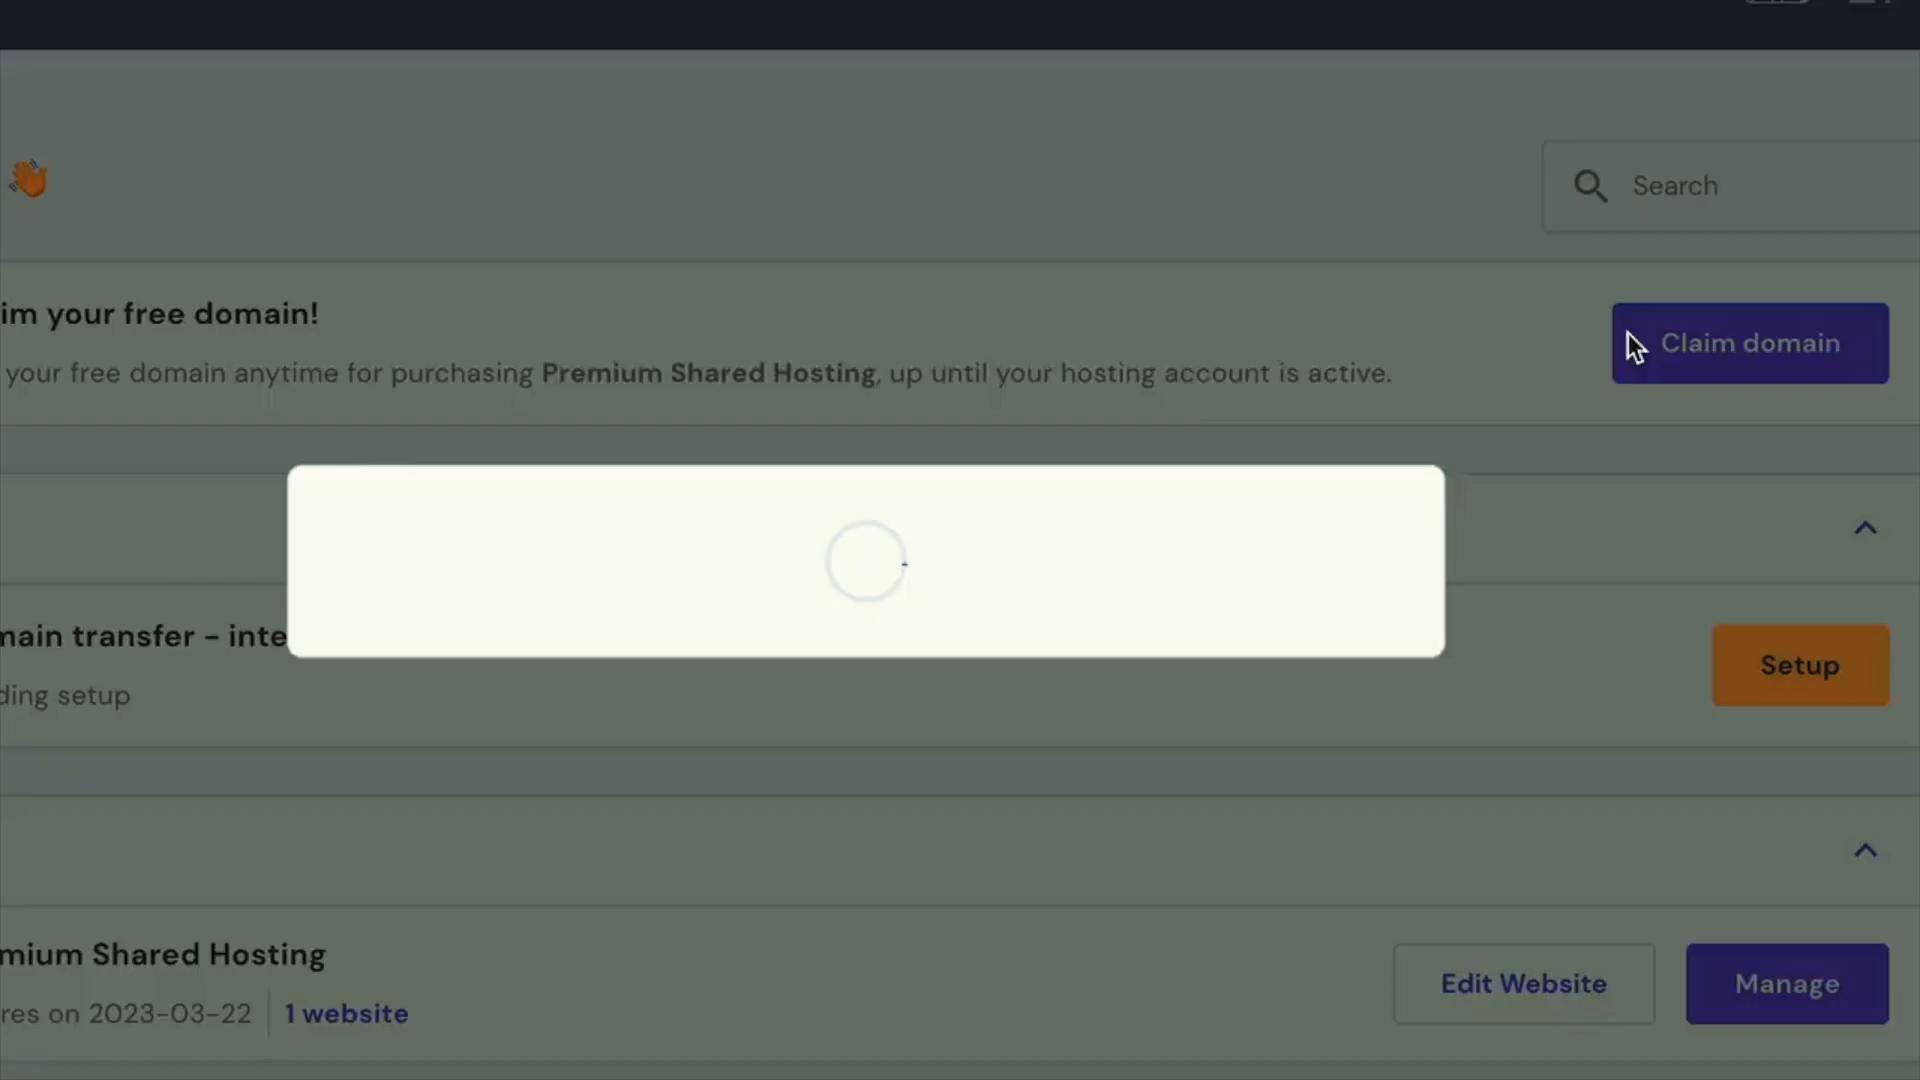 Search
im your free domain!
Claim domain
your free domain anytime for purchasing Premium Shared Hosting, up until your hosting account is active.
main transfer – inte
Setup
ding setup
mium Shared Hosting
Edit Website
Manage
res on 2023-03-22
1 website